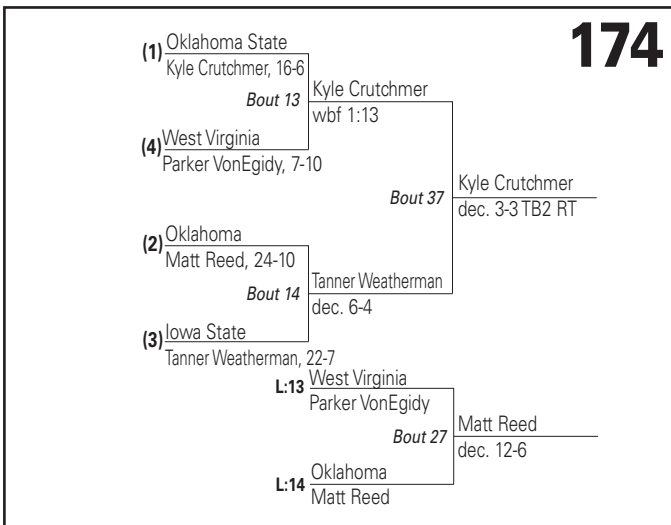 174
(1) Oklahoma State
Kyle Crutchmer, 16-6
Bout 13
Kyle Crutchmer
wbf 1:13
(4) West Virginia
Parker VonEgidy, 7-10
Bout 37
Kyle Crutchmer
dec. 3-3 TB2 RT
(2) Oklahoma
Matt Reed, 24-10
Bout 14
Tanner Weatherman
dec. 6-4
(3) Iowa State
Tanner Weatherman, 22-7
L:13 West Virginia
Parker VonEgidy
Bout 27
Matt Reed
dec. 12-6
L:14 Oklahoma
Matt Reed